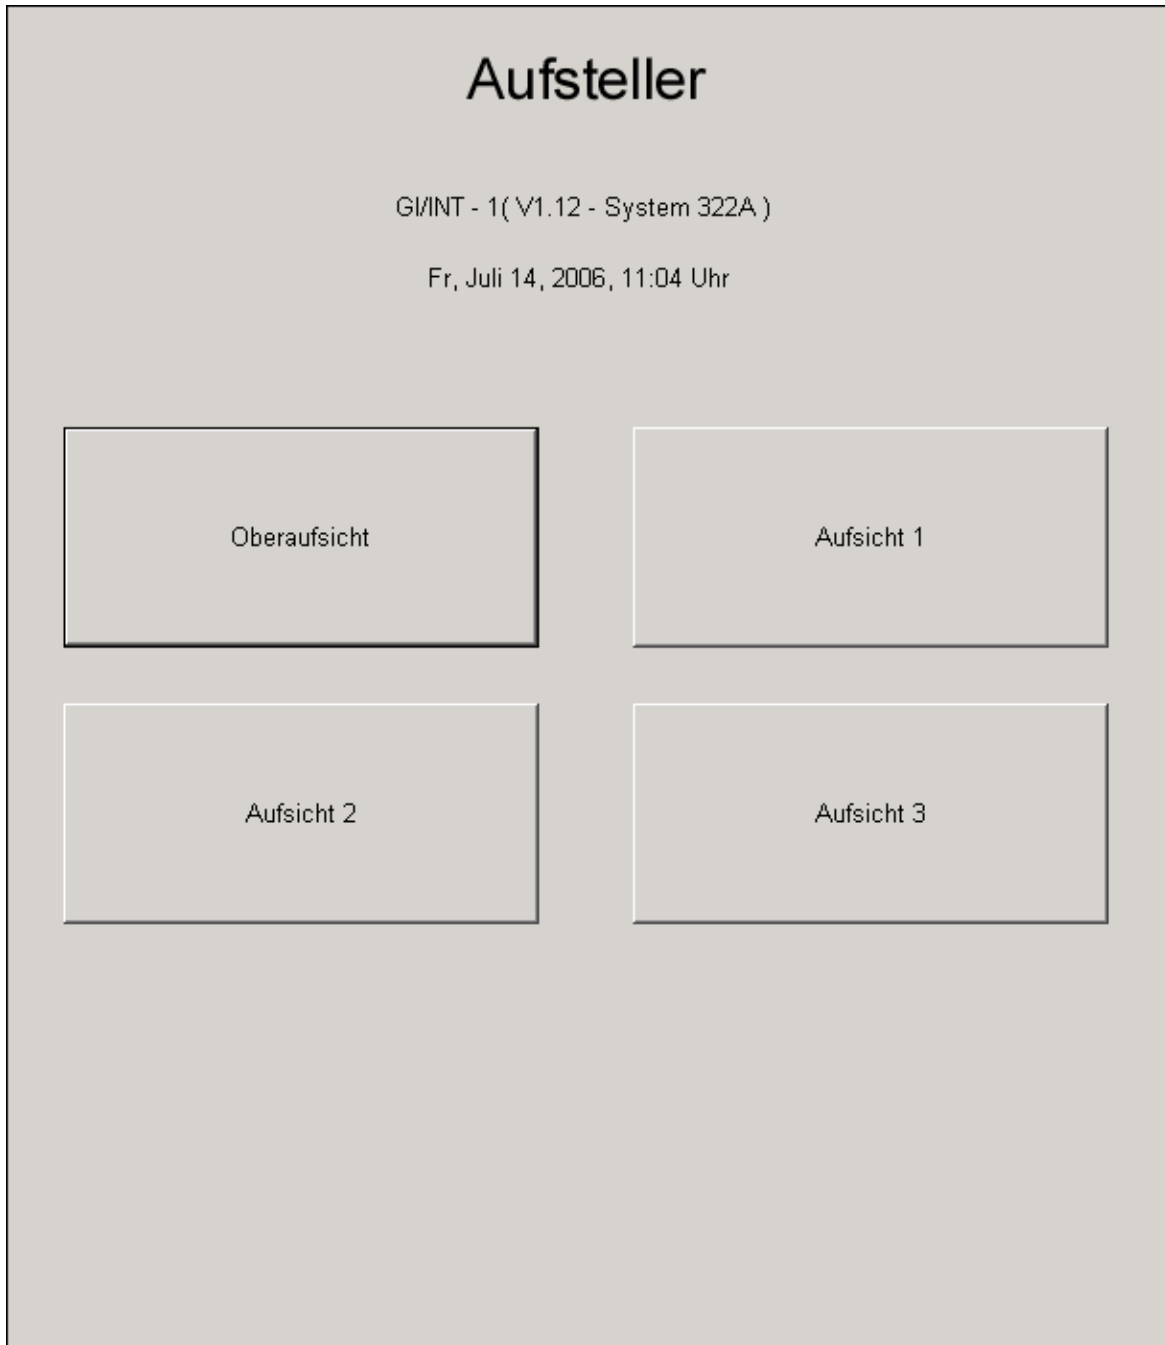 Aufsteller
GI/INT - 1( V1.12 - System 322A )
Fr, Juli 14, 2006, 11:04 Uhr
Oberaufsicht
Aufsicht 1
Aufsicht 2
Aufsicht 3